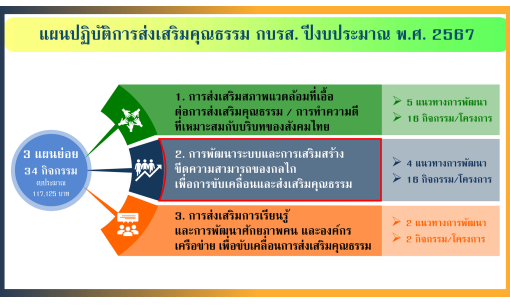 แผนปฏิบัติการส่งเสริมคุณธรรม กบรส. ปีงบประมาณ พ.ศ. 2567
3 แผนย่อย
34 กิจกรรม
งบประมาณ
117,125 บาท
1. การส่งเสริมสภาพแวดล้อมที่เอื้อ
ต่อการส่งเสริมคุณธรรม / การทำความดี
ที่เหมาะสมกับบริบทของสังคมไทย
➢ 5 แนวทางการพัฒนา
➢ 16 กิจกรรม/โครงการ
2. การพัฒนาระบบและการเสริมสร้าง
ขีดความสามารถของกลไก
เพื่อการขับเคลื่อนและส่งเสริมคุณธรรม
➢ 4 แนวทางการพัฒนา
➢ 16 กิจกรรม/โครงการ
3. การส่งเสริมการเรียนรู้
และการพัฒนาศักยภาพคน และองค์กร
เครือข่าย เพื่อขับเคลื่อนการส่งเสริมคุณธรรม
➢ 2 แนวทางการพัฒนา
➢ 2 กิจกรรม/โครงการ